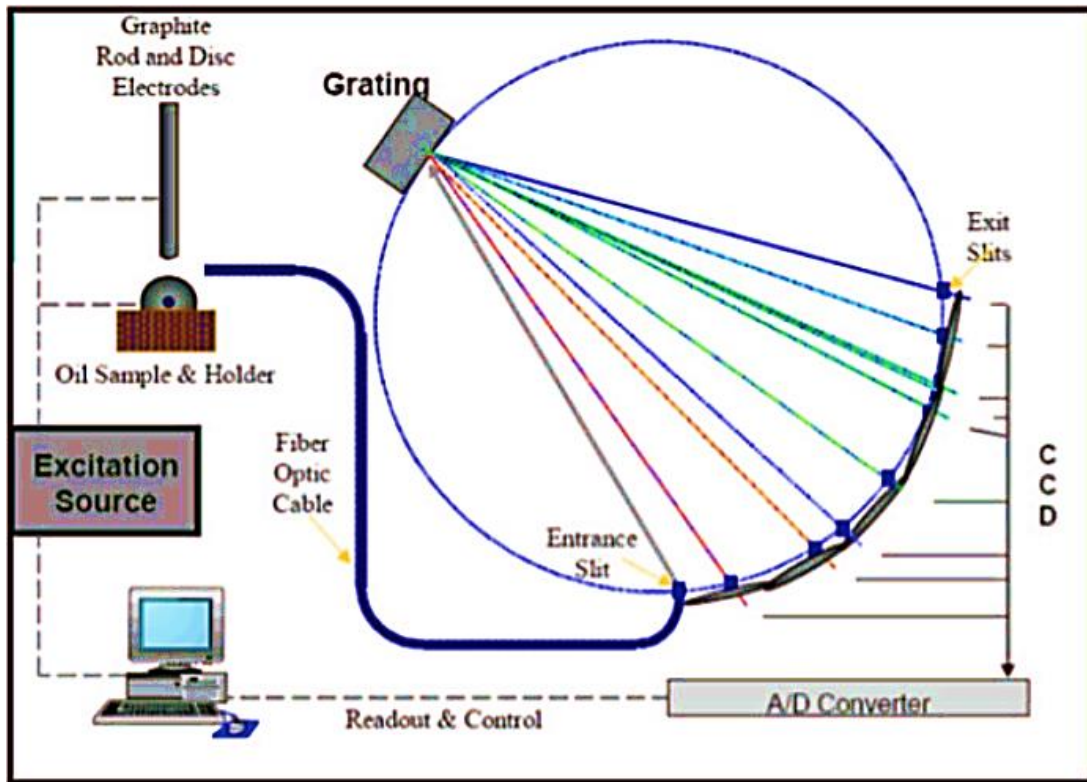 Graphite
Rod and Disc
Electrodes
Grating
Exit
Slits
Oil Sample & Holder
Excitation
Source
Fiber
Optic
Cable
Entrance
Slit
C
C
D
Readout & Control
A/D Converter